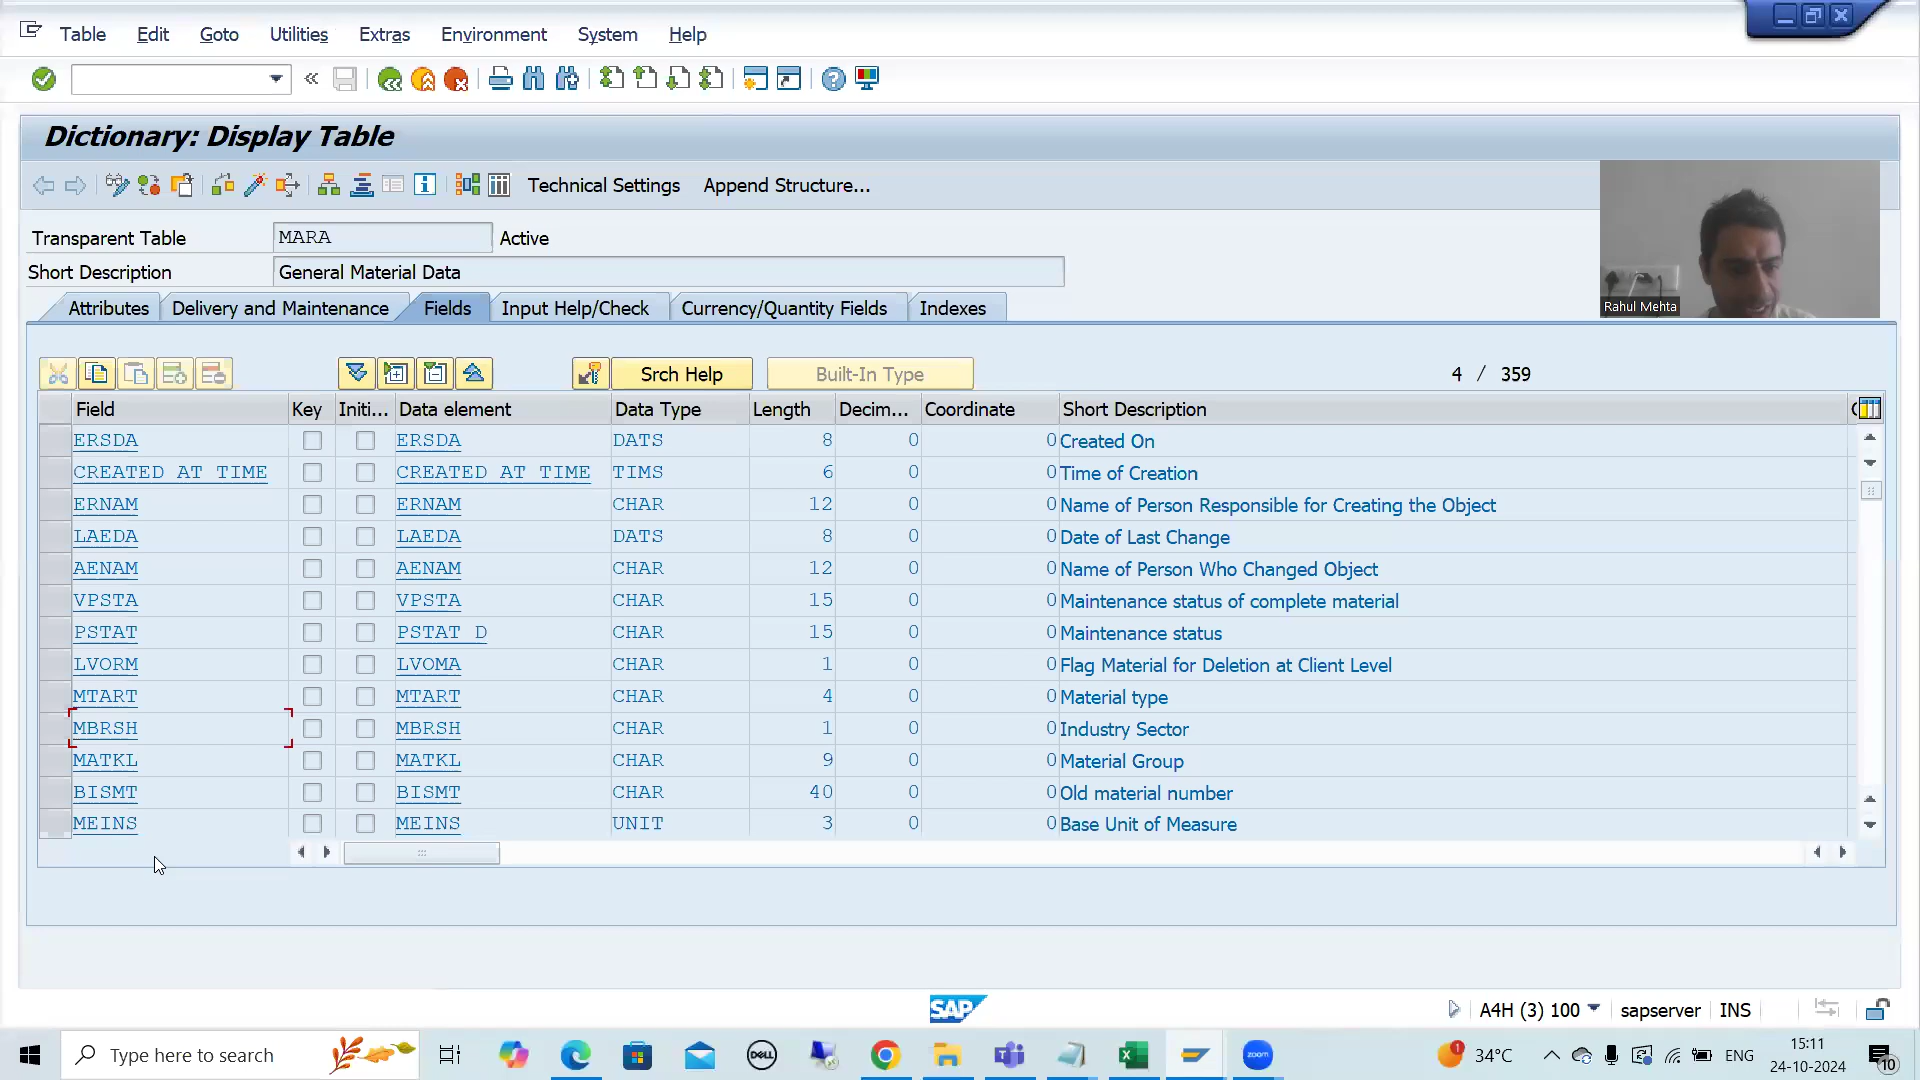 Table Edit Goto Utilities Extras Environment System Help
Dictionary: Display Table
Technical Settings Append Structure...
Transparent Table MARA Active
Short Description General Material Data
Attributes Delivery and Maintenance Fields Input Help/Check Currency/Quantity Fields Indexes
Rahul Mehta
Srch Help Built-In Type 4 / 359
Field Key Initi... Data element Data Type Length Decim... Coordinate Short Description
ERSDA ERSDA DATS 8 0 0 Created On
CREATED_AT_TIME CREATED_AT_TIME TIMS 6 0 0 Time of Creation
ERNAM ERNAM CHAR 12 0 0 Name of Person Responsible for Creating the Object
LAEDA LAEDA DATS 8 0 0 Date of Last Change
AENAM AENAM CHAR 12 0 0 Name of Person Who Changed Object
VPSTA VPSTA CHAR 15 0 0 Maintenance status of complete material
PSTAT PSTAT_D CHAR 15 0 0 Maintenance status
LVORM LVOMA CHAR 1 0 0 Flag Material for Deletion at Client Level
MTART MTART CHAR 4 0 0 Material type
MBRSH MBRSH CHAR 1 0 0 Industry Sector
MATKL MATKL CHAR 9 0 0 Material Group
BISMT BISMT CHAR 40 0 0 Old material number
MEINS MEINS UNIT 3 0 0 Base Unit of Measure
SAP A4H (3) 100 sapserver INS
Type here to search DELL zoom 1 34°C ENG 15:11
24-10-2024 10